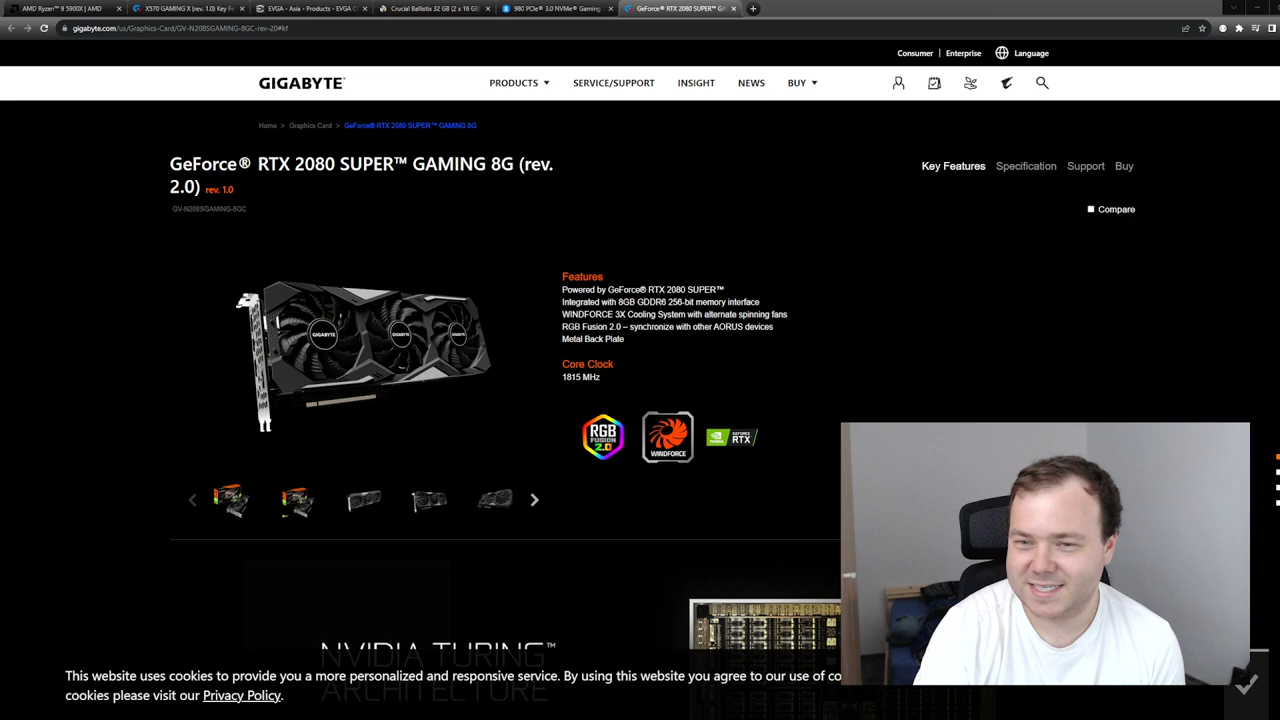 AMD Ryzen™ 9 5900X | AMD
X570 GAMING X (rev. 1.0) Key Fe
EVGA - Asia - Products - EVGA C
Crucial Ballistix 32 GB (2 x 16 GE
980 PCIe® 3.0 NVMe® Gaming
GeForce® RTX 2080 SUPER™ GA
gigabyte.com/us/Graphics-Card/GV-N208SGAMING-8GC-rev-20#kf
Consumer | Enterprise Language
GIGABYTE™
PRODUCTS SERVICE/SUPPORT INSIGHT NEWS BUY
Home > Graphics Card > GeForce® RTX 2080 SUPER™ GAMING 8G
GeForce® RTX 2080 SUPER™ GAMING 8G (rev.
2.0) rev. 1.0
Key Features Specification Support Buy
GV-N208SGAMING-8GC
Compare
Features
Powered by GeForce® RTX 2080 SUPER™
Integrated with 8GB GDDR6 256-bit memory interface
WINDFORCE 3X Cooling System with alternate spinning fans
RGB Fusion 2.0 – synchronize with other AORUS devices
Metal Back Plate
Core Clock
1815 MHz
GIGABYTE
GIGABYTE
GIGABYTE
RGB
FUSION
2.0
WINDFORCE
NVIDIA
GEFORCE
RTX
NVIDIA TURING™
ARCHITECTURE
This website uses cookies to provide you a more personalized and responsive service. By using this website you agree to our use of co
cookies please visit our Privacy Policy.